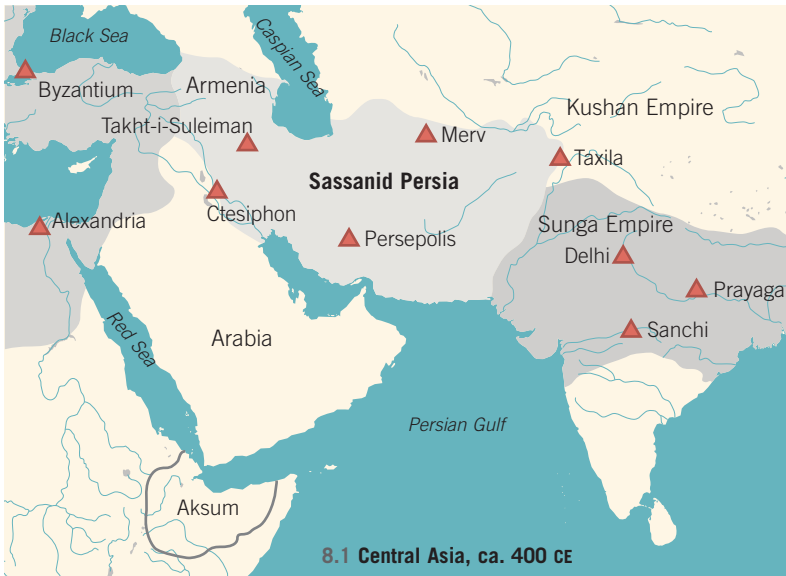 Black Sea
Caspian Sea
Byzantium
Armenia
Kushan Empire
Takht-i-Suleiman
Merv
Taxila
Sassanid Persia
Ctesiphon
Alexandria
Persepolis
Sunga Empire
Delhi
Prayaga
Red Sea
Arabia
Sanchi
Persian Gulf
Aksum
8.1 Central Asia, ca. 400 CE